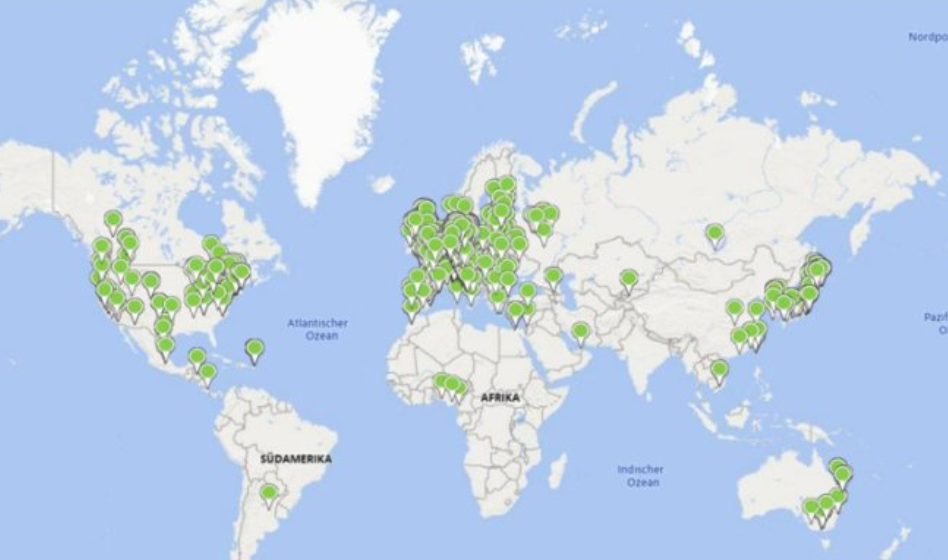 Nordpo
Atlantischer
Ozean
Pazif
O
AFRIKA
SÜDAMERIKA
Indischer
Ozean